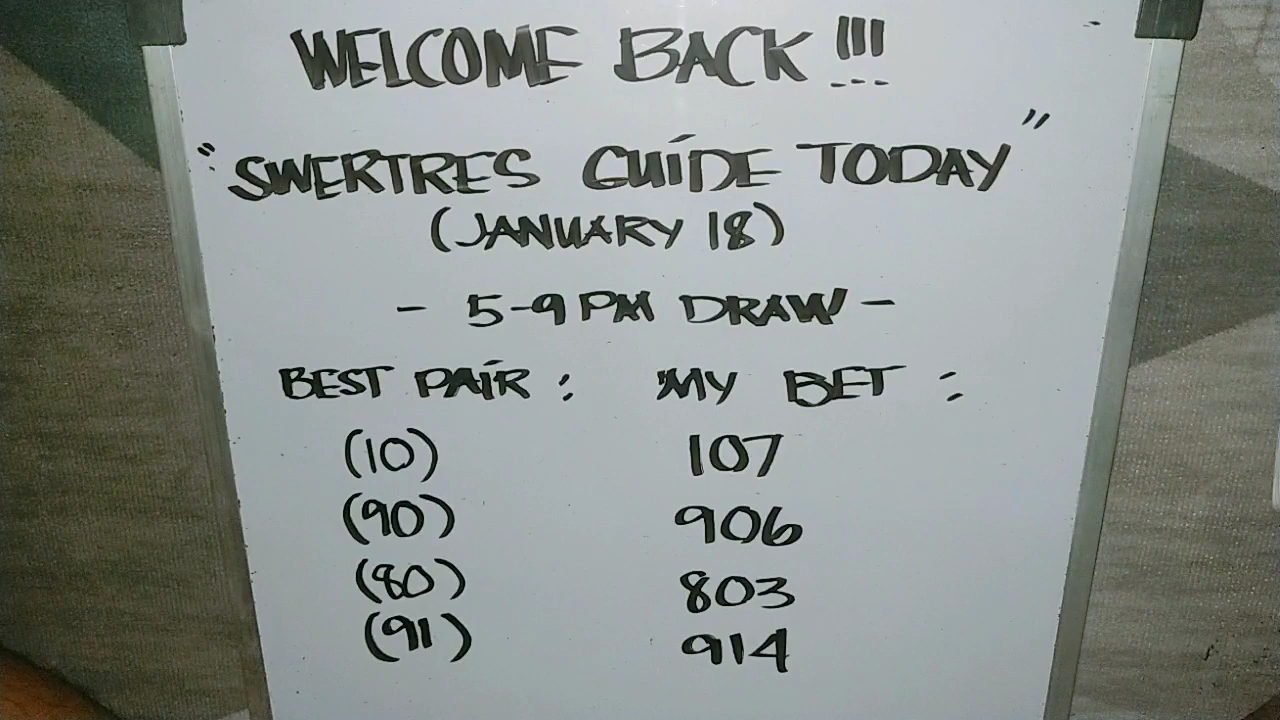 WELCOME BACK !!!
"SWERTRES GUIDE TODAY"
(JANUARY 18)
- 5-9 PM DRAW -
BEST PAIR : MY BET :
(10) 107
(90) 906
(80) 803
(91) 914